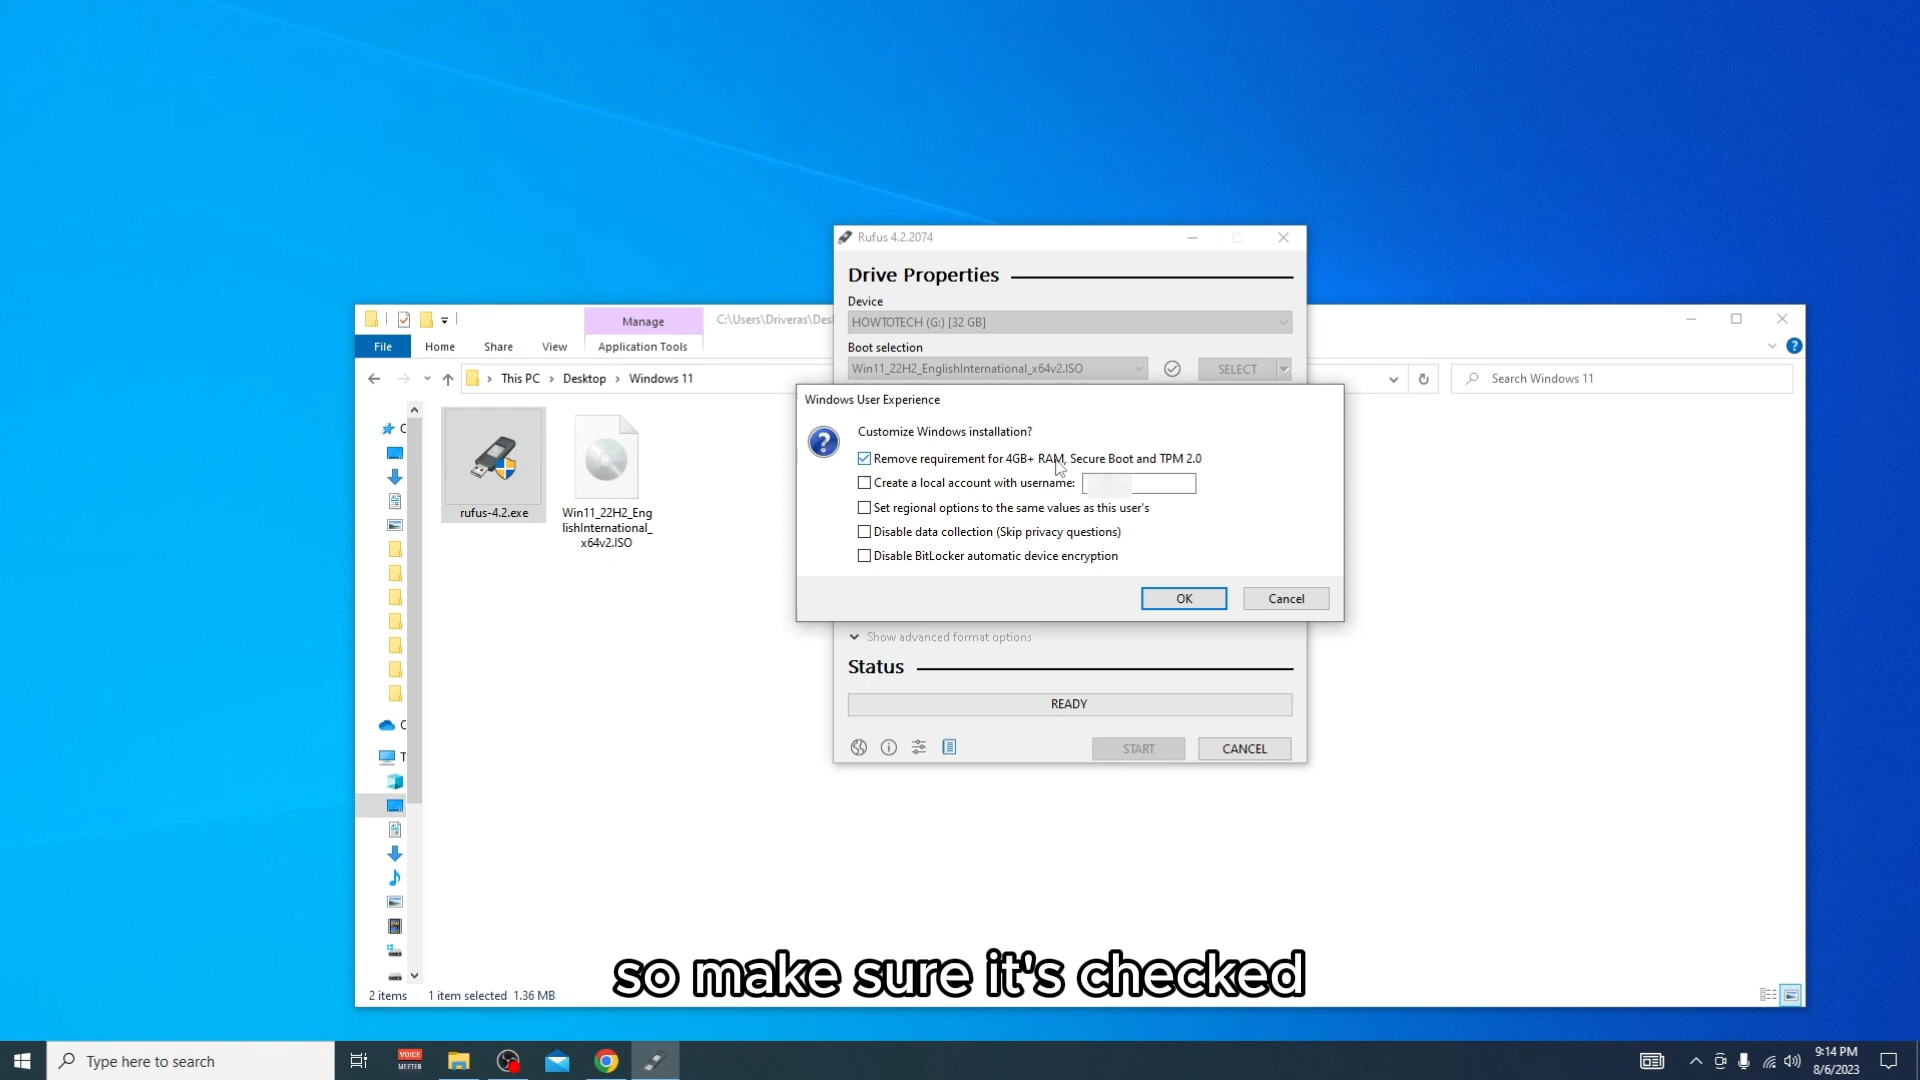 Rufus 4.2.2074
Drive Properties
Device
HOWTOTECH (G:) [32 GB]
Boot selection
Win11_22H2_EnglishInternational_x64v2.ISO
SELECT
Manage
C:\Users\Driveras\Des
File
Home
Share
View
Application Tools
This PC
Desktop
Windows 11
Search Windows 11
Windows User Experience
Customize Windows installation?
Remove requirement for 4GB+ RAM, Secure Boot and TPM 2.0
Create a local account with username:
Set regional options to the same values as this user's
Disable data collection (Skip privacy questions)
Disable BitLocker automatic device encryption
OK
Cancel
rufus-4.2.exe
Win11_22H2_Eng
lishInternational_
x64v2.ISO
Show advanced format options
Status
READY
START
CANCEL
so make sure it's checked
2 items
1 item selected 1.36 MB
Type here to search
VOICE
MEETER
9:14 PM
8/6/2023